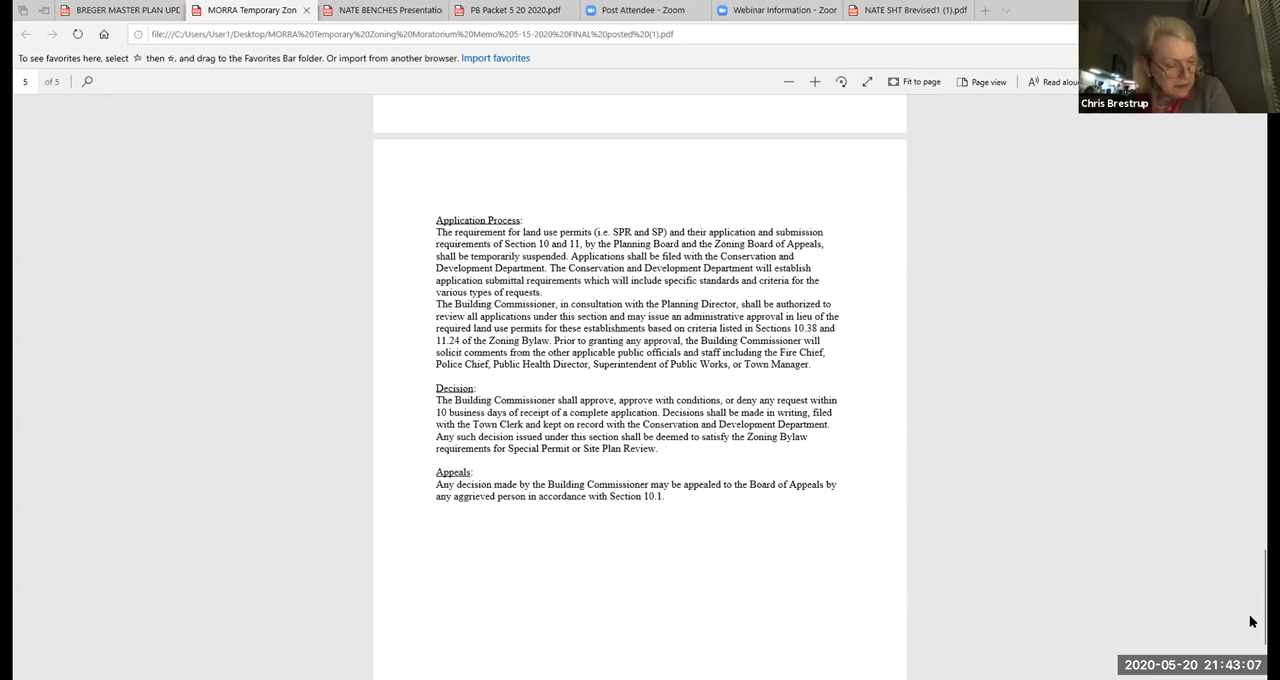 BREGER MASTER PLAN UPD
MORRA Temporary Zon
NATE BENCHES Presentatio
PB Packet 5 20 2020.pdf
Post Attendee - Zoom
Webinar Information - Zoor
NATE SHT Brevised1 (1).pdf
file:///C:/Users/User1/Desktop/MORRA%20Temporary%20Zoning%20Moratorium%20Memo%205-15-2020%20FINAL%20posted%20(1).pdf
To see favorites here, select ☆ then ☆, and drag to the Favorites Bar folder. Or import from another browser. Import favorites
5 of 5
Fit to page
Page view
Read alou
Chris Brestrup
Application Process:
The requirement for land use permits (i.e. SPR and SP) and their application and submission
requirements of Section 10 and 11, by the Planning Board and the Zoning Board of Appeals,
shall be temporarily suspended. Applications shall be filed with the Conservation and
Development Department. The Conservation and Development Department will establish
application submittal requirements which will include specific standards and criteria for the
various types of requests.
The Building Commissioner, in consultation with the Planning Director, shall be authorized to
review all applications under this section and may issue an administrative approval in lieu of the
required land use permits for these establishments based on criteria listed in Sections 10.38 and
11.24 of the Zoning Bylaw. Prior to granting any approval, the Building Commissioner will
solicit comments from the other applicable public officials and staff including the Fire Chief,
Police Chief, Public Health Director, Superintendent of Public Works, or Town Manager.
Decision:
The Building Commissioner shall approve, approve with conditions, or deny any request within
10 business days of receipt of a complete application. Decisions shall be made in writing, filed
with the Town Clerk and kept on record with the Conservation and Development Department.
Any such decision issued under this section shall be deemed to satisfy the Zoning Bylaw
requirements for Special Permit or Site Plan Review.
Appeals:
Any decision made by the Building Commissioner may be appealed to the Board of Appeals by
any aggrieved person in accordance with Section 10.1.
2020-05-20 21:43:07